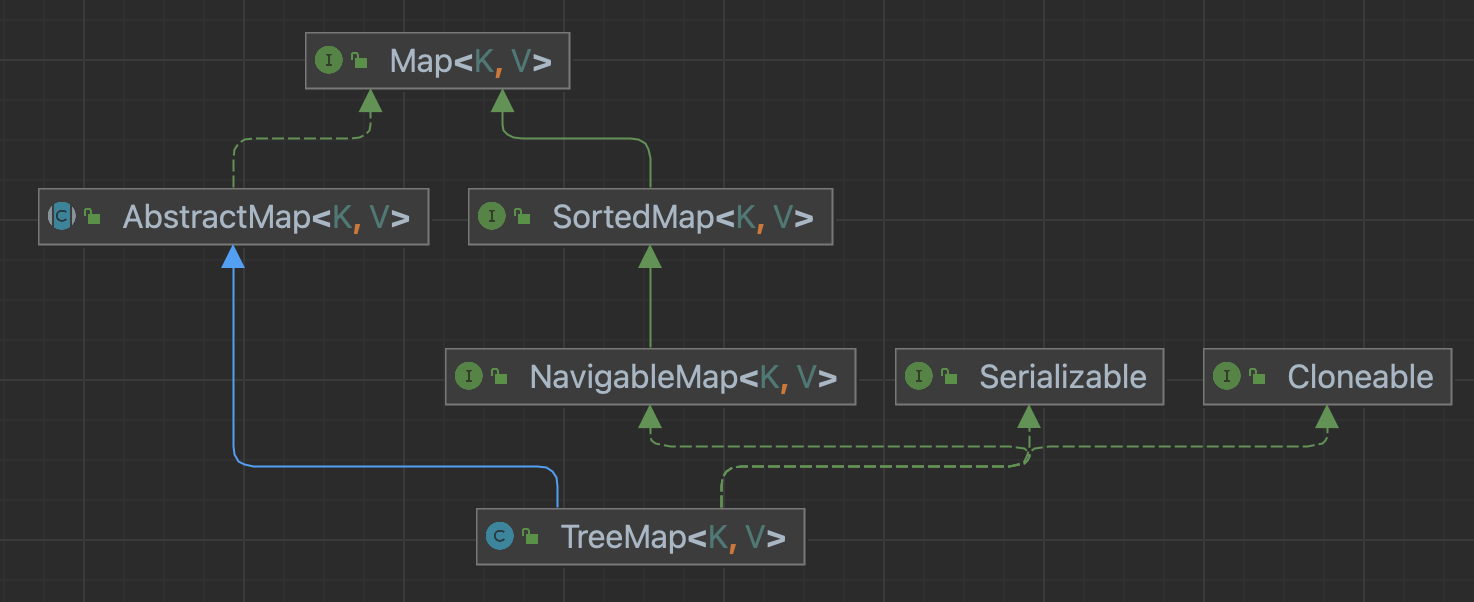 I Map<K, V>
C AbstractMap<K, V>
I SortedMap<K, V>
I NavigableMap<K, V>
I Serializable
I Cloneable
C TreeMap<K, V>